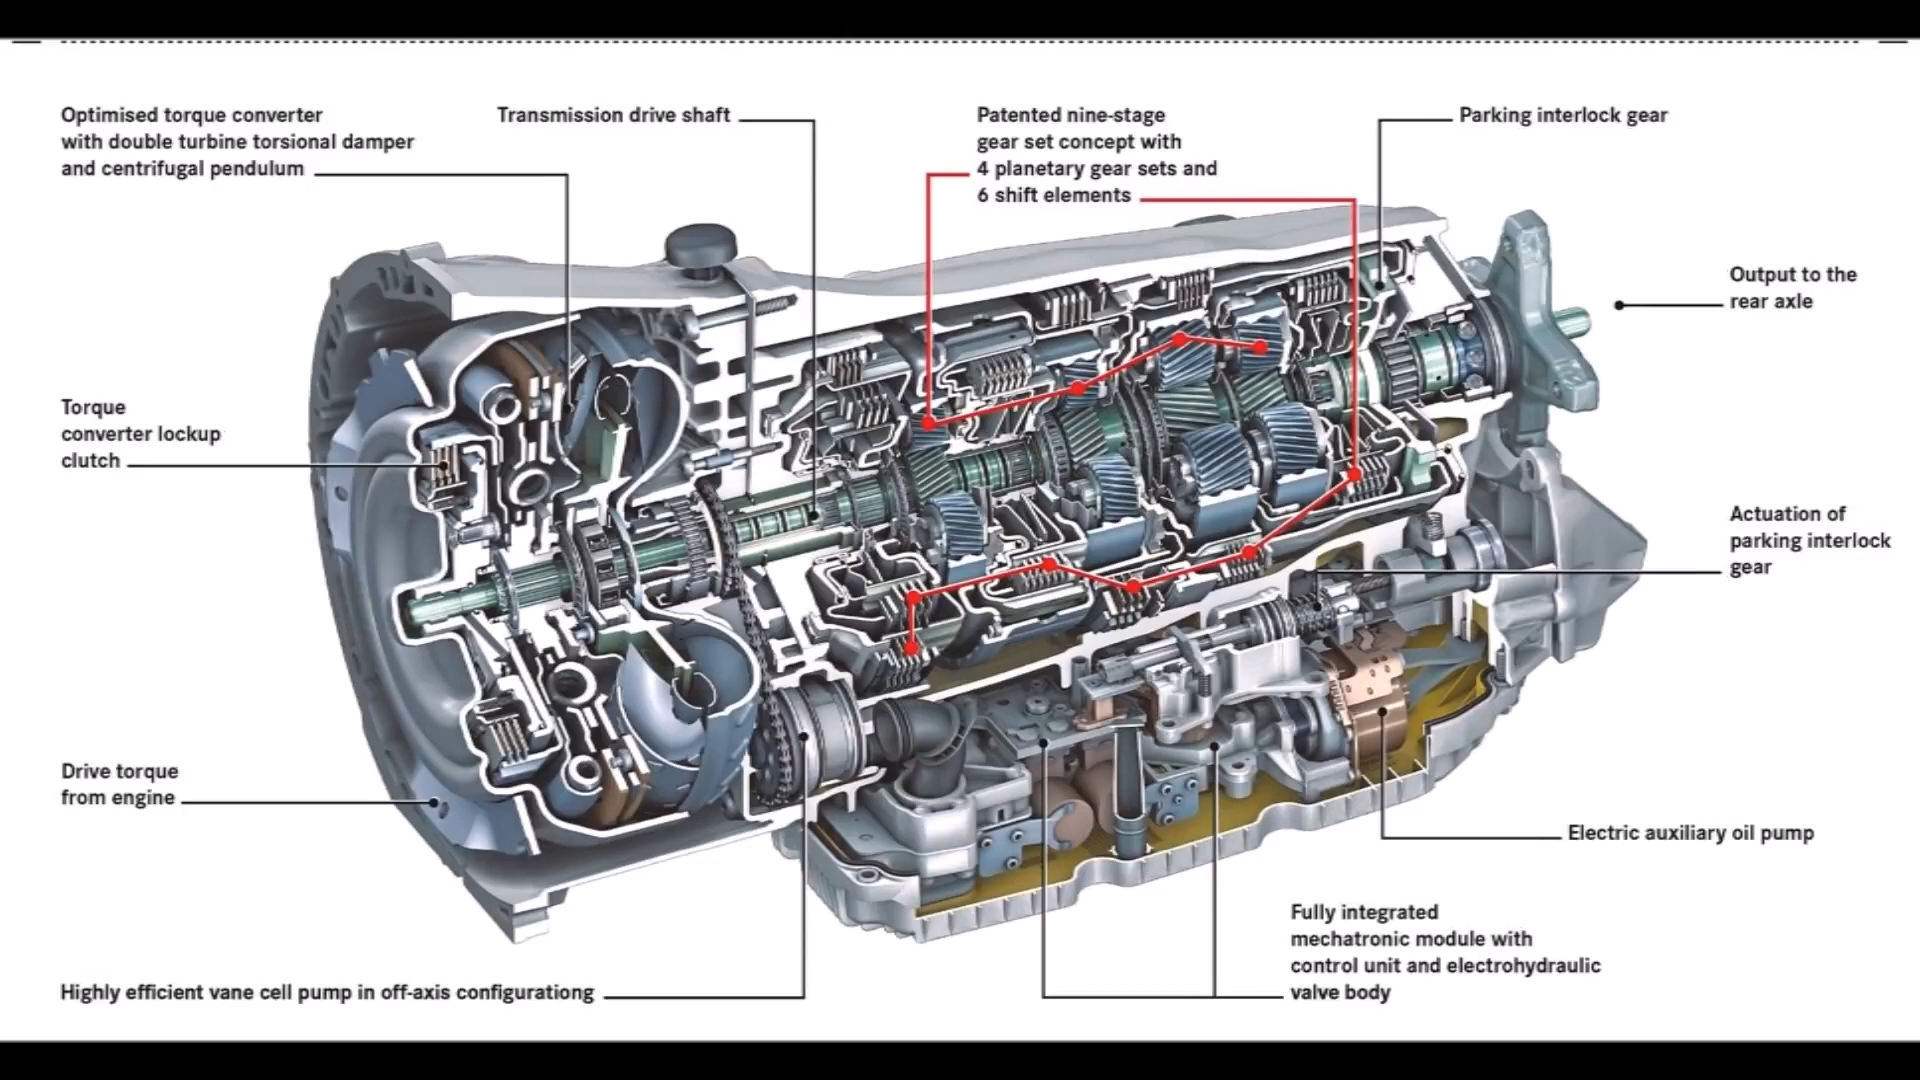 Optimised torque converter
with double turbine torsional damper
and centrifugal pendulum
Transmission drive shaft
Patented nine-stage
gear set concept with
4 planetary gear sets and
6 shift elements
Parking interlock gear
Output to the
rear axle
Torque
converter lockup
clutch
Actuation of
parking interlock
gear
Drive torque
from engine
Electric auxiliary oil pump
Fully integrated
mechatronic module with
control unit and electrohydraulic
valve body
Highly efficient vane cell pump in off-axis configurationg